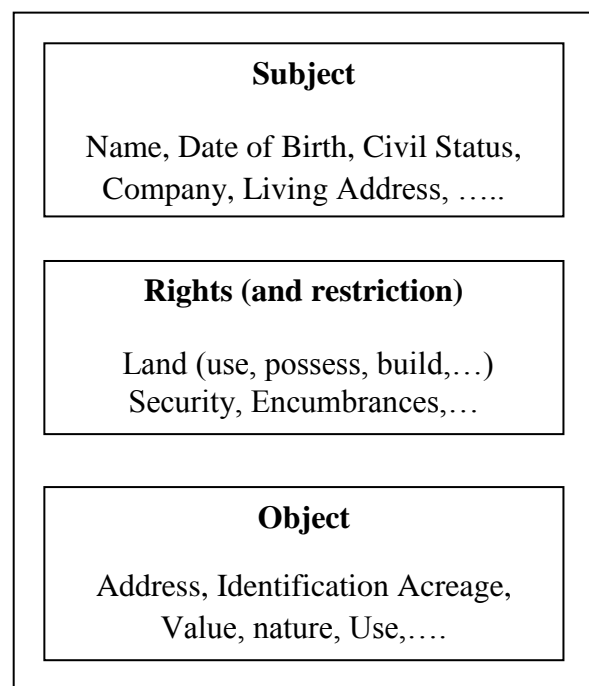 Subject
Name, Date of Birth, Civil Status,
Company, Living Address, …..
Rights (and restriction)
Land (use, possess, build,…)
Security, Encumbrances,…
Object
Address, Identification Acreage,
Value, nature, Use,….